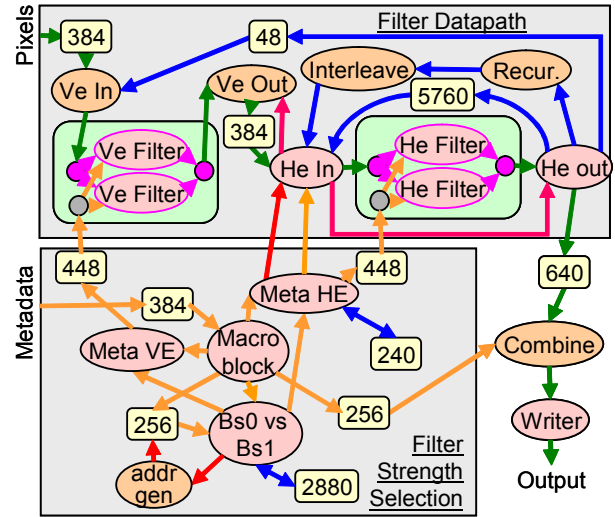 Pixels
384
48
Filter Datapath
Ve In
Ve Out
Interleave
Recur.
5760
384
Ve Filter
Ve Filter
He In
He Filter
He Filter
He out
Metadata
448
384
Meta HE
448
640
Meta VE
Macro
block
240
Combine
256
Bs0 vs
Bs1
256
Writer
addr
gen
2880
Filter
Strength
Selection
Output